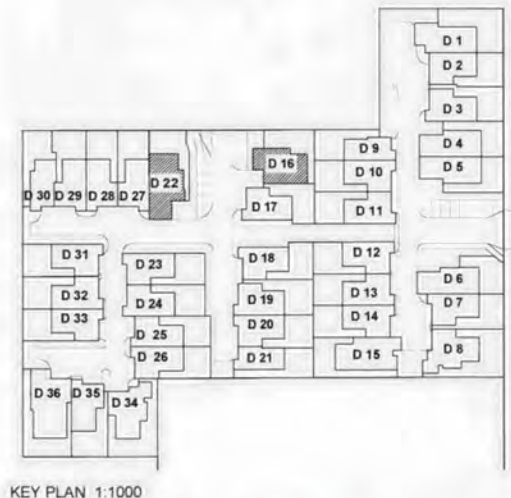 D 1
D 2
D 3
D 4
D 5
D 9
D 10
D 11
D 16
D 17
D 22
D 30 D 29 D 28 D 27
D 31
D 32
D 33
D 23
D 24
D 25
D 26
D 18
D 19
D 20
D 21
D 12
D 13
D 14
D 15
D 6
D 7
D 8
D 36
D 35
D 34
KEY PLAN 1:1000